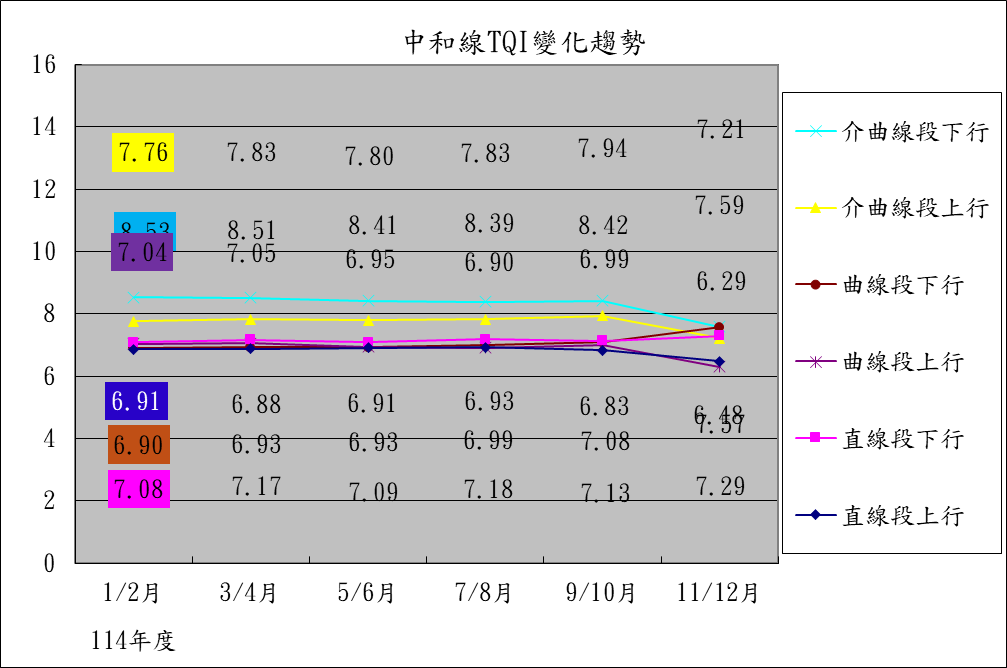 中和線TQI變化趨勢
16
14
12
10
8
6
4
2
0
7.76 7.83 7.80 7.83 7.94 7.21
8.53 8.51 8.41 8.39 8.42 7.59
7.04 7.05 6.95 6.90 6.99 6.29
6.91 6.88 6.91 6.93 6.83 6.48
6.90 6.93 6.93 6.99 7.08 7.57
7.08 7.17 7.09 7.18 7.13 7.29
1/2月 3/4月 5/6月 7/8月 9/10月 11/12月
114年度
介曲線段下行
介曲線段上行
曲線段下行
曲線段上行
直線段下行
直線段上行